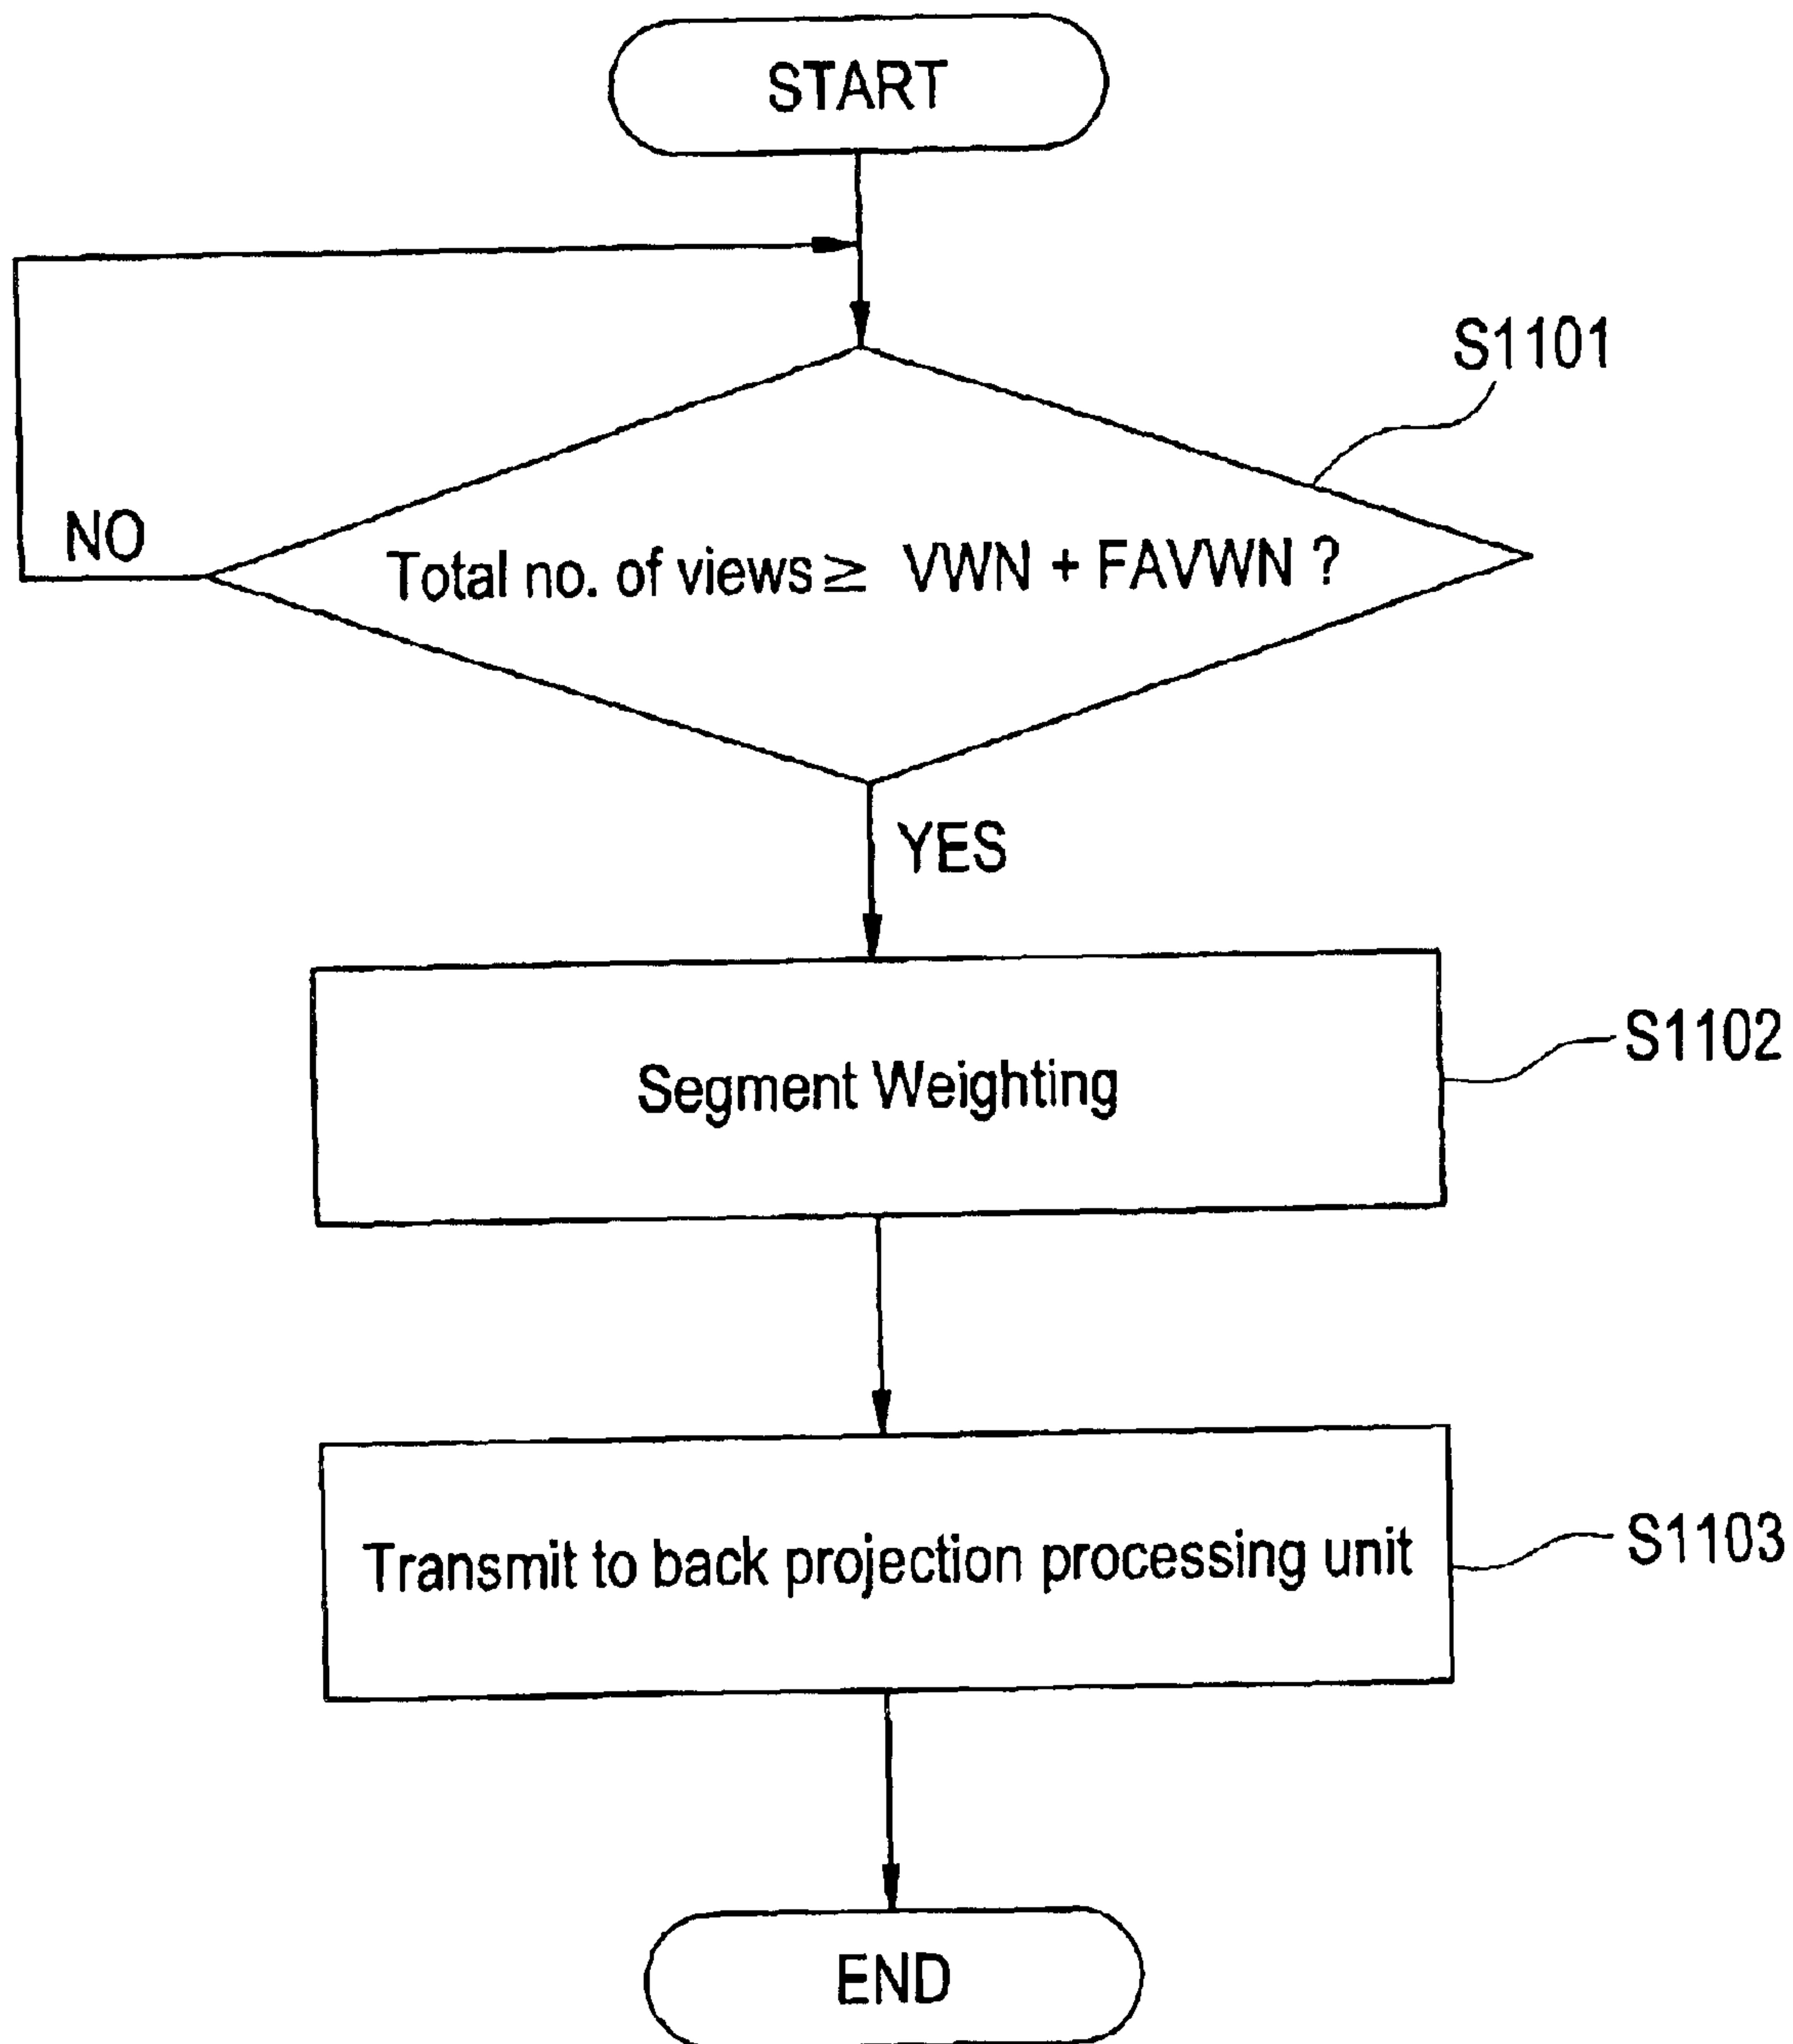 START
S1101
NO
Total no. of views ≥ VWN + FAVWN ?
YES
Segment Weighting
S1102
Transmit to back projection processing unit
S1103
END